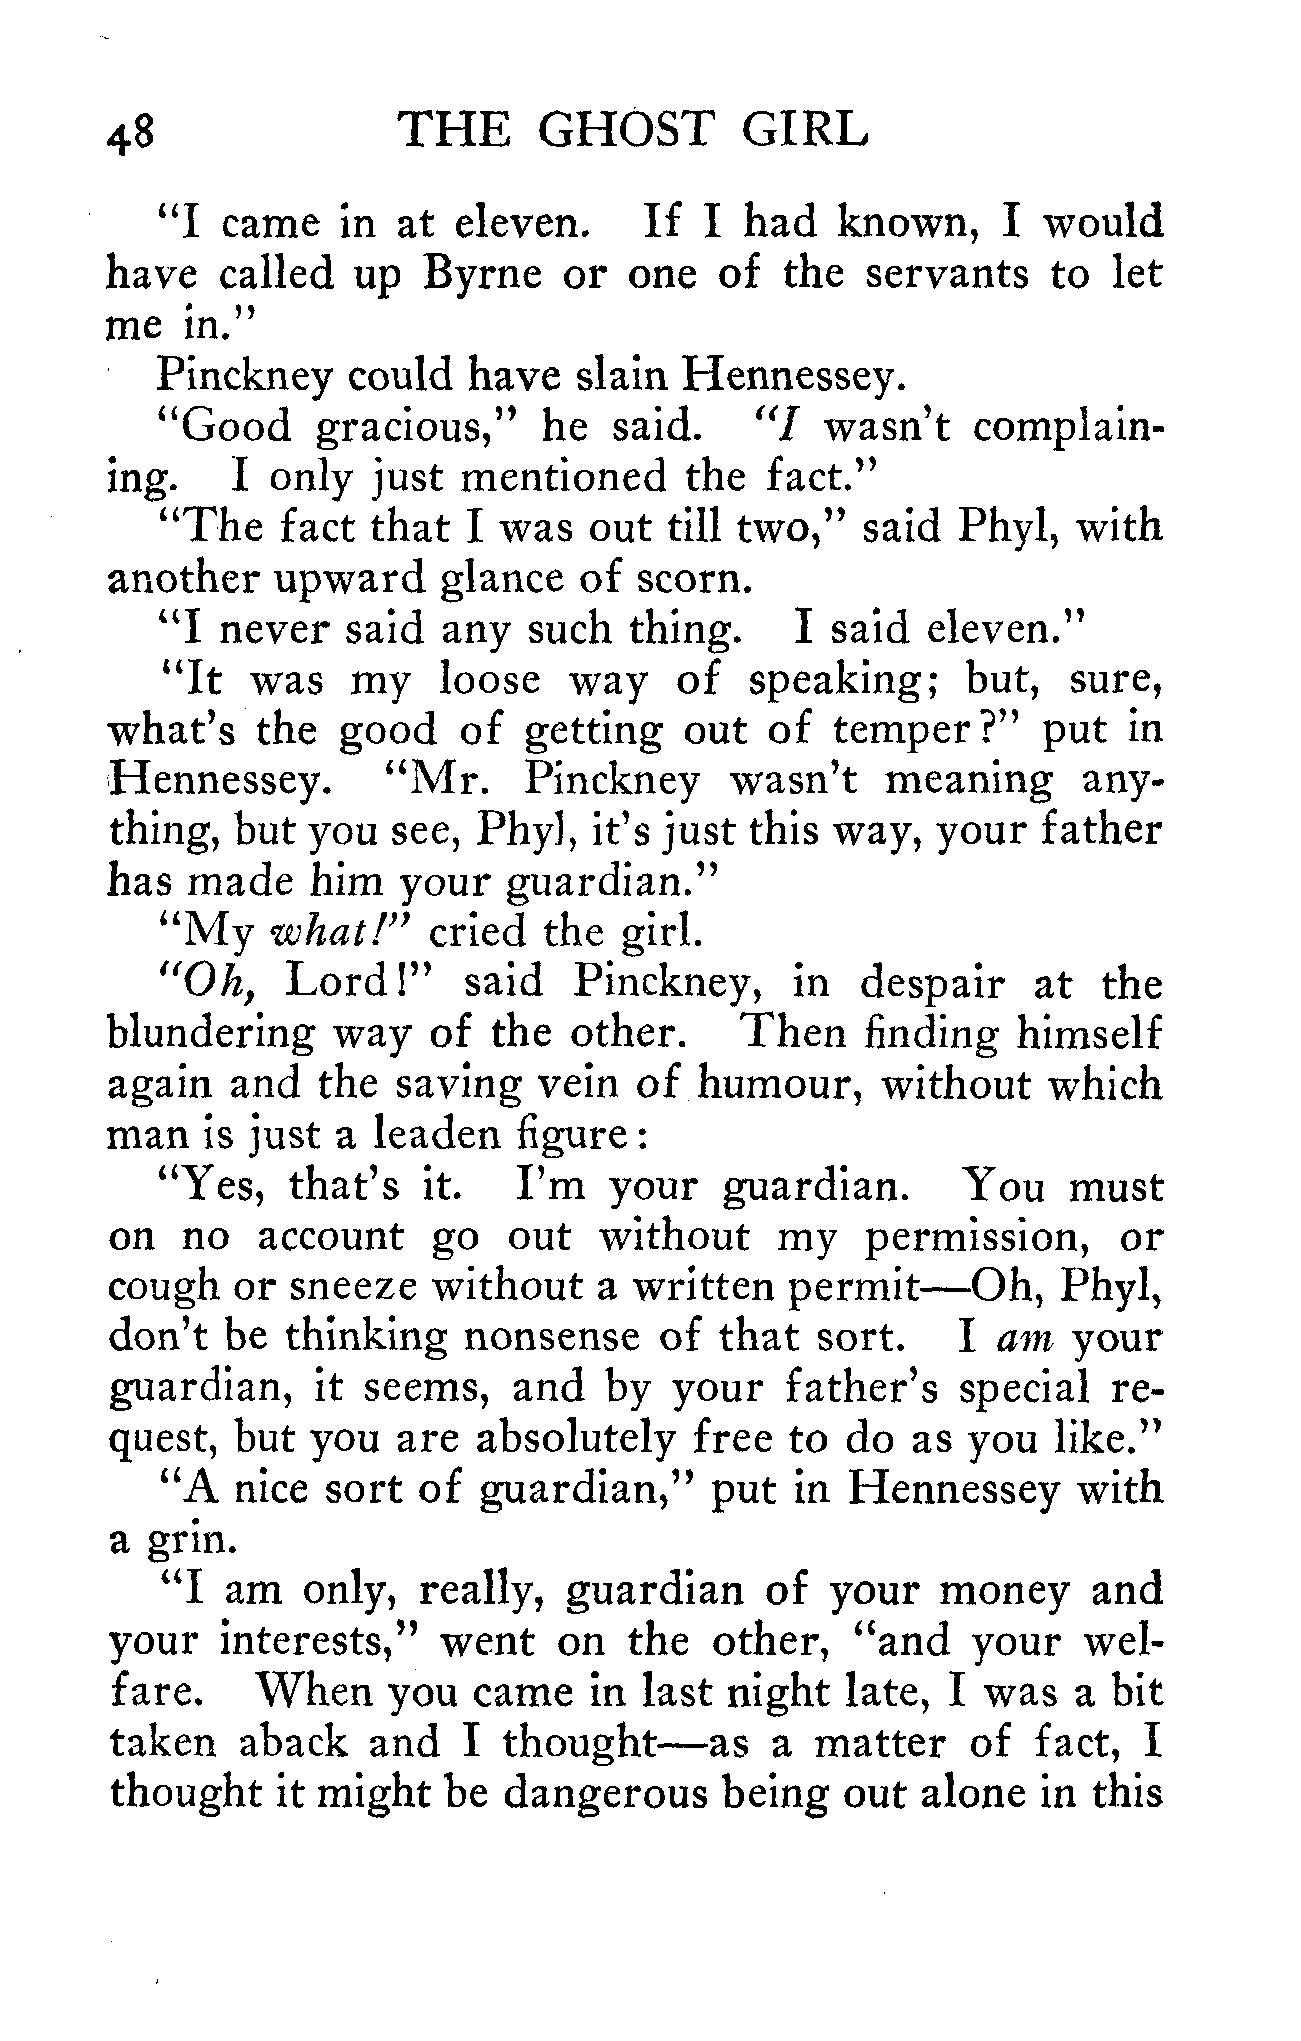 48 THE GHOST GIRL
"I came in at eleven. If I had known, I would
have called up Byrne or one of the servants to let
me in."
Pinckney could have slain Hennessey.
"Good gracious," he said. "I wasn't complain-
ing. I only just mentioned the fact."
"The fact that I was out till two," said Phyl, with
another upward glance of scorn.
"I never said any such thing. I said eleven."
"It was my loose way of speaking; but, sure,
what's the good of getting out of temper?" put in
Hennessey. "Mr. Pinckney wasn't meaning any-
thing, but you see, Phyl, it's just this way, your father
has made him your guardian."
"My what!" cried the girl.
"Oh, Lord!" said Pinckney, in despair at the
blundering way of the other. Then finding himself
again and the saving vein of humour, without which
man is just a leaden figure:
"Yes, that's it. I'm your guardian. You must
on no account go out without my permission, or
cough or sneeze without a written permit—Oh, Phyl,
don't be thinking nonsense of that sort. I am your
guardian, it seems, and by your father's special re-
quest, but you are absolutely free to do as you like."
"A nice sort of guardian," put in Hennessey with
a grin.
"I am only, really, guardian of your money and
your interests," went on the other, "and your wel-
fare. When you came in last night late, I was a bit
taken aback and I thought—as a matter of fact, I
thought it might be dangerous being out alone in this